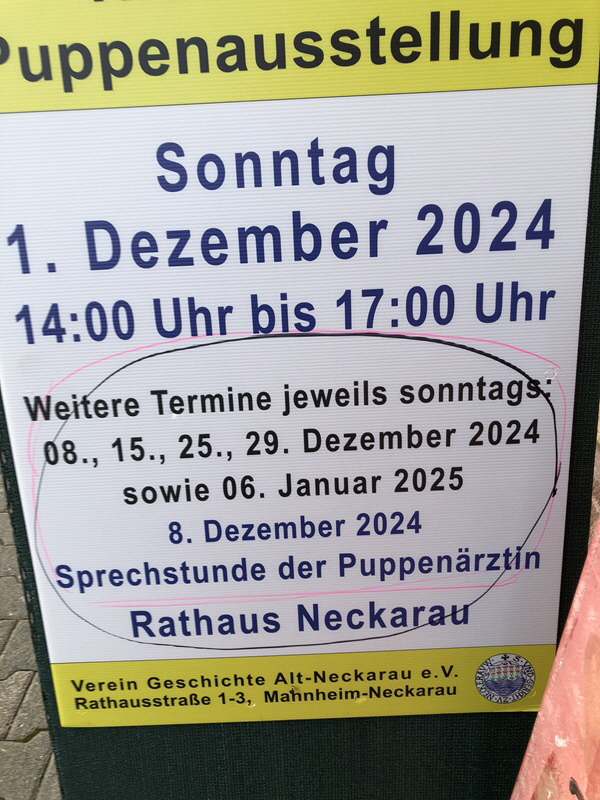 Puppenausstellung
Sonntag
1. Dezember 2024
14:00 Uhr bis 17:00 Uhr
Weitere Termine jeweils sonntags:
08., 15., 25., 29. Dezember 2024
sowie 06. Januar 2025
8. Dezember 2024
Sprechstunde der Puppenärztin
Rathaus Neckarau
Verein Geschichte Alt-Neckarau e.V.
Rathausstraße 1-3, Mahnheim-Neckarau